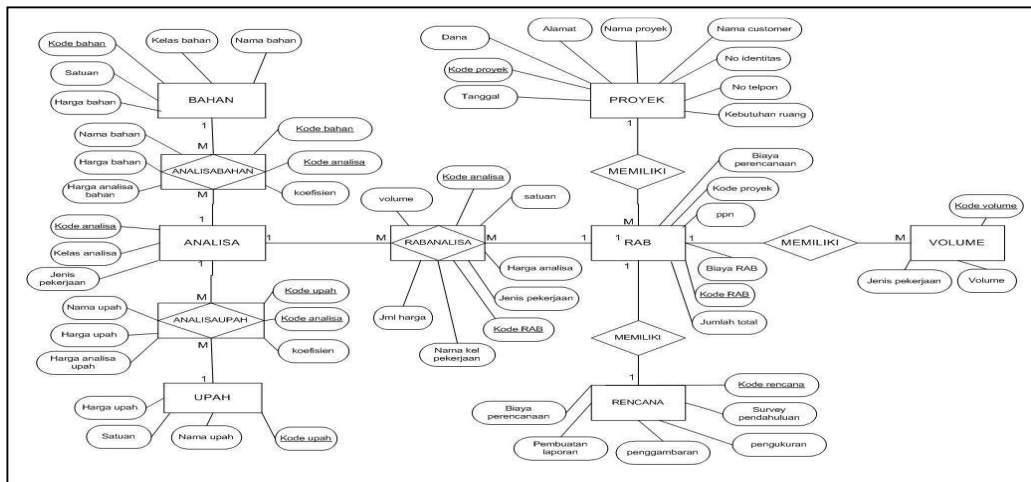 Kode bahan
Kelas bahan
Nama bahan
Satuan
Harga bahan
BAHAN
1
M
Nama bahan
Kode bahan
Harga bahan
ANALISABAHAN
Kode analisa
Harga analisa
bahan
koefisien
M
1
Kode analisa
Kelas analisa
ANALISA
1
Jenis
pekerjaan
1
M
Nama upah
Kode upah
Harga upah
ANALISAUPAH
Kode analisa
Harga analisa
upah
koefisien
M
1
Harga upah
UPAH
Satuan
Nama upah
Kode upah
volume
Kode analisa
satuan
M
RABANALISA
M
Harga analisa
Jenis pekerjaan
Jml harga
Kode RAB
Nama kel
pekerjaan
Dana
Alamat
Nama proyek
Nama customer
Kode proyek
No identitas
Tanggal
PROYEK
No telpon
Kebutuhan ruang
1
MEMILIKI
Biaya
perencanaan
Kode proyek
ppn
M
1
RAB
1
1
Biaya RAB
Kode RAB
Jumlah total
MEMILIKI
M
VOLUME
Kode volume
Jenis pekerjaan
Volume
MEMILIKI
1
Biaya
perencanaan
RENCANA
Kode rencana
Survey
pendahuluan
Pembuatan
laporan
penggambaran
pengukuran